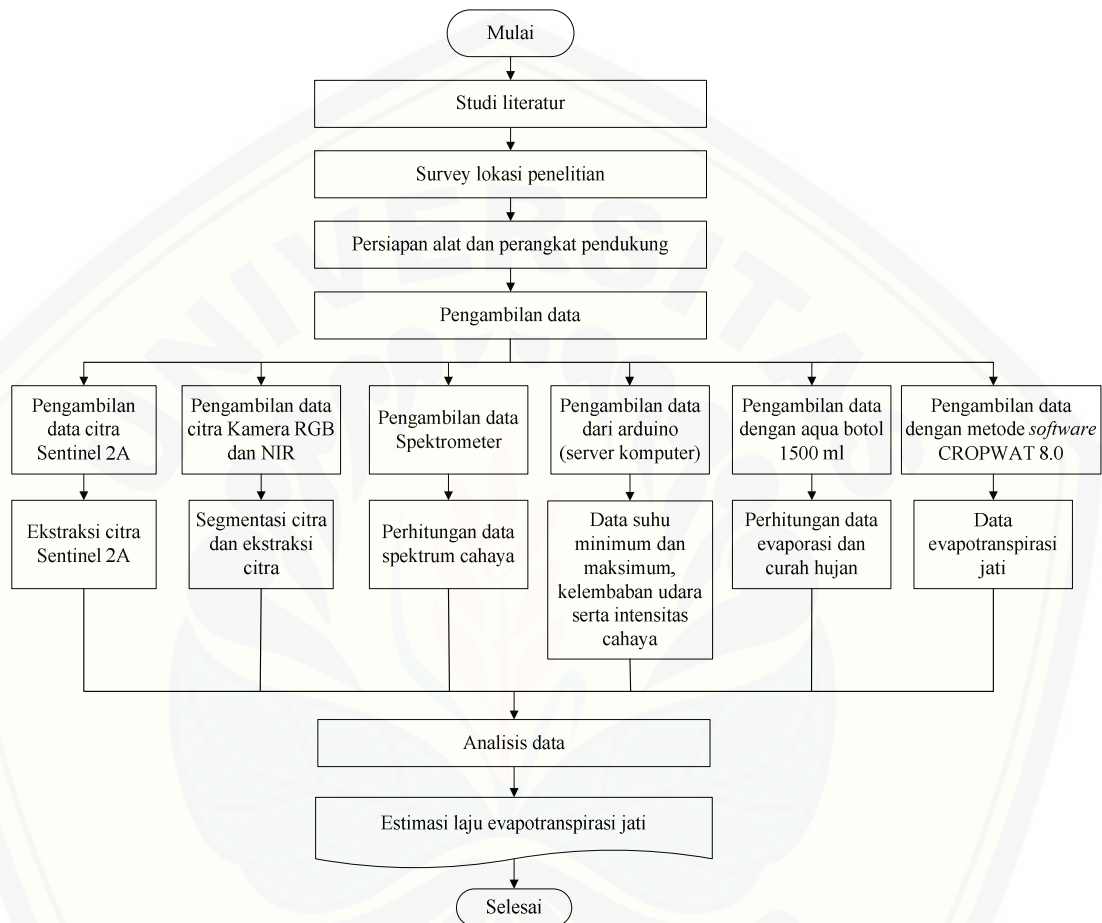 Mulai
Studi literatur
Survey lokasi penelitian
Persiapan alat dan perangkat pendukung
Pengambilan data
Pengambilan
data citra
Sentinel 2A
Pengambilan data
citra Kamera RGB
dan NIR
Pengambilan data
Spektrometer
Pengambilan data
dari arduino
(server komputer)
Pengambilan data
dengan aqua botol
1500 ml
Pengambilan data
dengan metode software
CROPWAT 8.0
Ekstraksi citra
Sentinel 2A
Segmentasi citra
dan ekstraksi
citra
Perhitungan data
spektrum cahaya
Data suhu
minimum dan
maksimum,
kelembaban udara
serta intensitas
cahaya
Perhitungan data
evaporasi dan
curah hujan
Data
evapotranspirasi
jati
Analisis data
Estimasi laju evapotranspirasi jati
Selesai
UNIVERSITAS